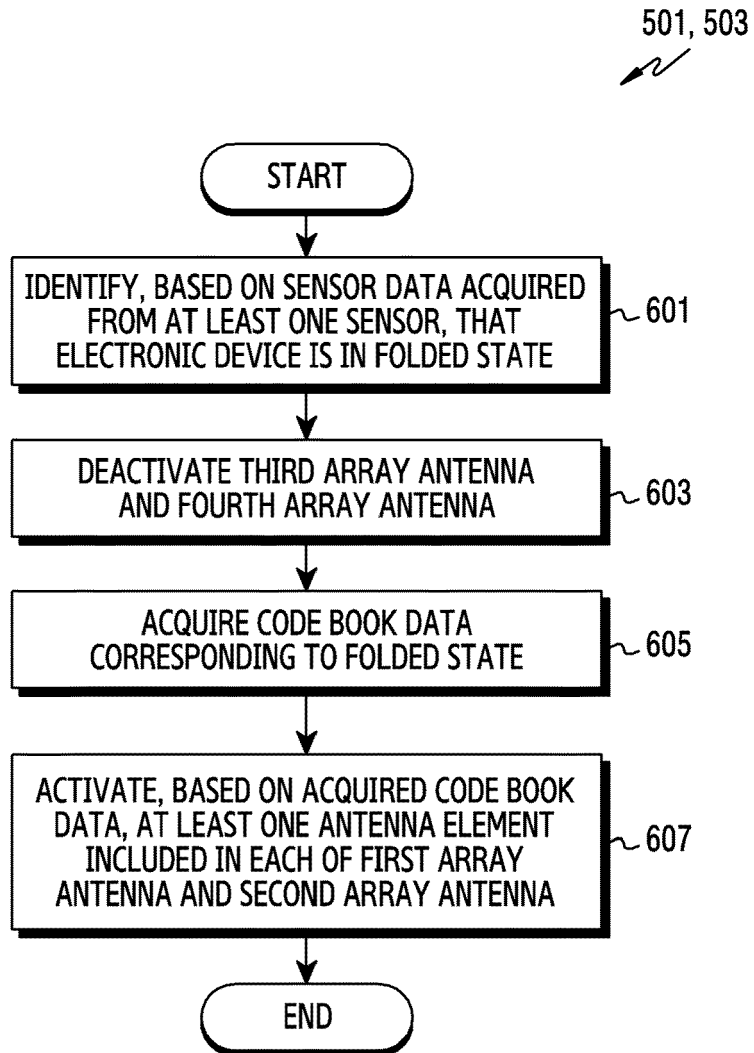 501, 503
START
IDENTIFY, BASED ON SENSOR DATA ACQUIRED
FROM AT LEAST ONE SENSOR, THAT
ELECTRONIC DEVICE IS IN FOLDED STATE
601
DEACTIVATE THIRD ARRAY ANTENNA
AND FOURTH ARRAY ANTENNA
603
ACQUIRE CODE BOOK DATA
CORRESPONDING TO FOLDED STATE
605
ACTIVATE, BASED ON ACQUIRED CODE BOOK
DATA, AT LEAST ONE ANTENNA ELEMENT
INCLUDED IN EACH OF FIRST ARRAY
ANTENNA AND SECOND ARRAY ANTENNA
607
END